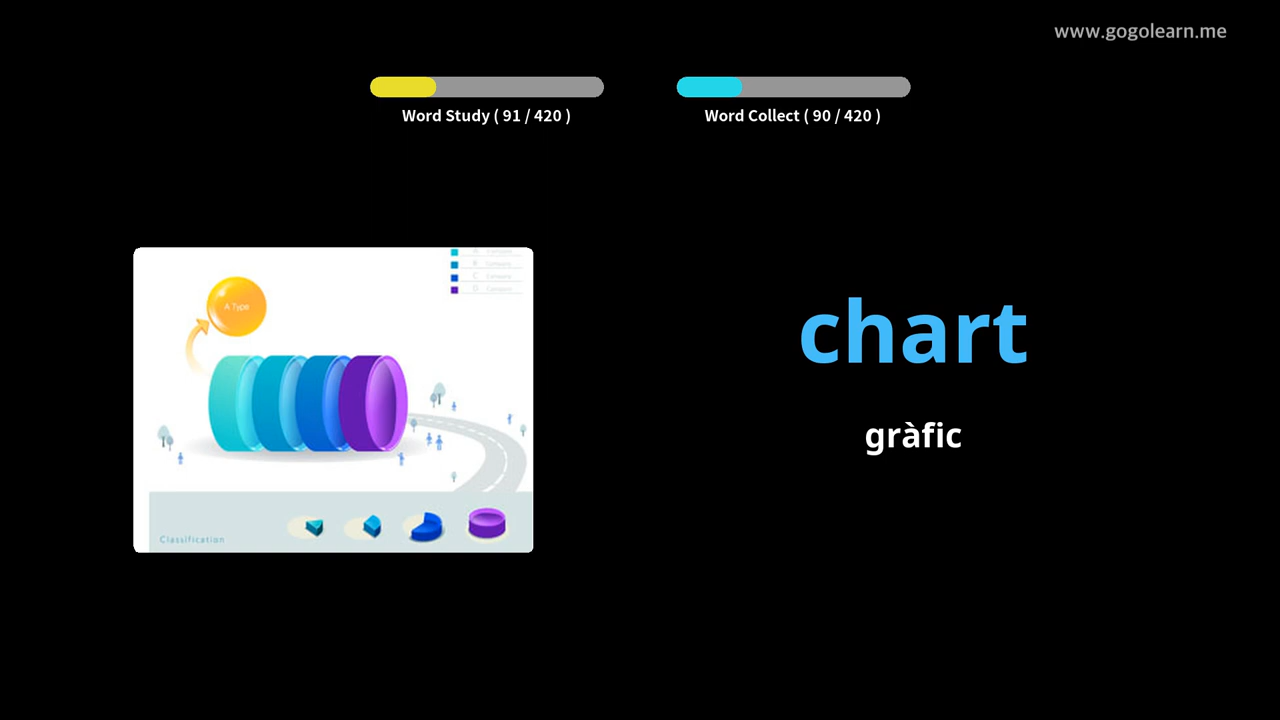 www.gogolearn.me
Word Study ( 91 / 420 )
Word Collect ( 90 / 420 )
A Type
A
B
C
D
chart
gràfic
Classification